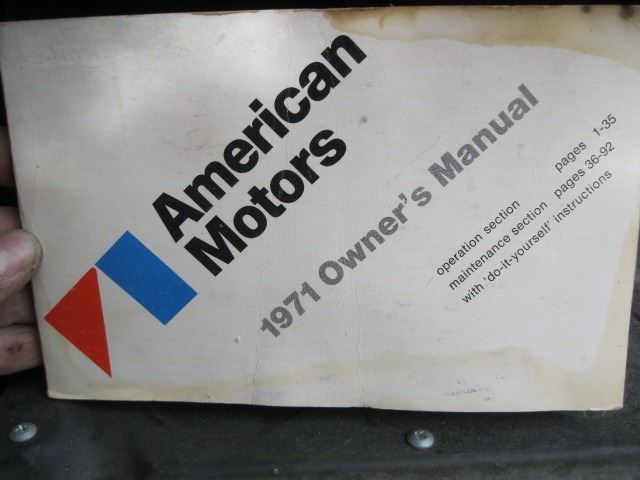 American
Motors
1971 Owner's Manual
operation section pages 1-35
maintenance section pages 36-92
with 'do-it-yourself' instructions